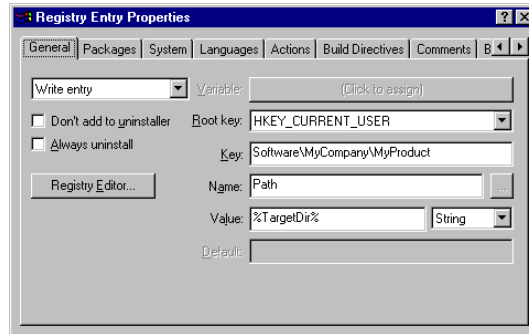 Registry Entry Properties
General Packages System Languages Actions Build Directives Comments B
Write entry Variable: (Click to assign)
Don't add to uninstaller Root key: HKEY_CURRENT_USER
Always uninstall
Key: Software\MyCompany\MyProduct
Registry Editor... Name: Path ...
Value: %TargetDir% String
Default: